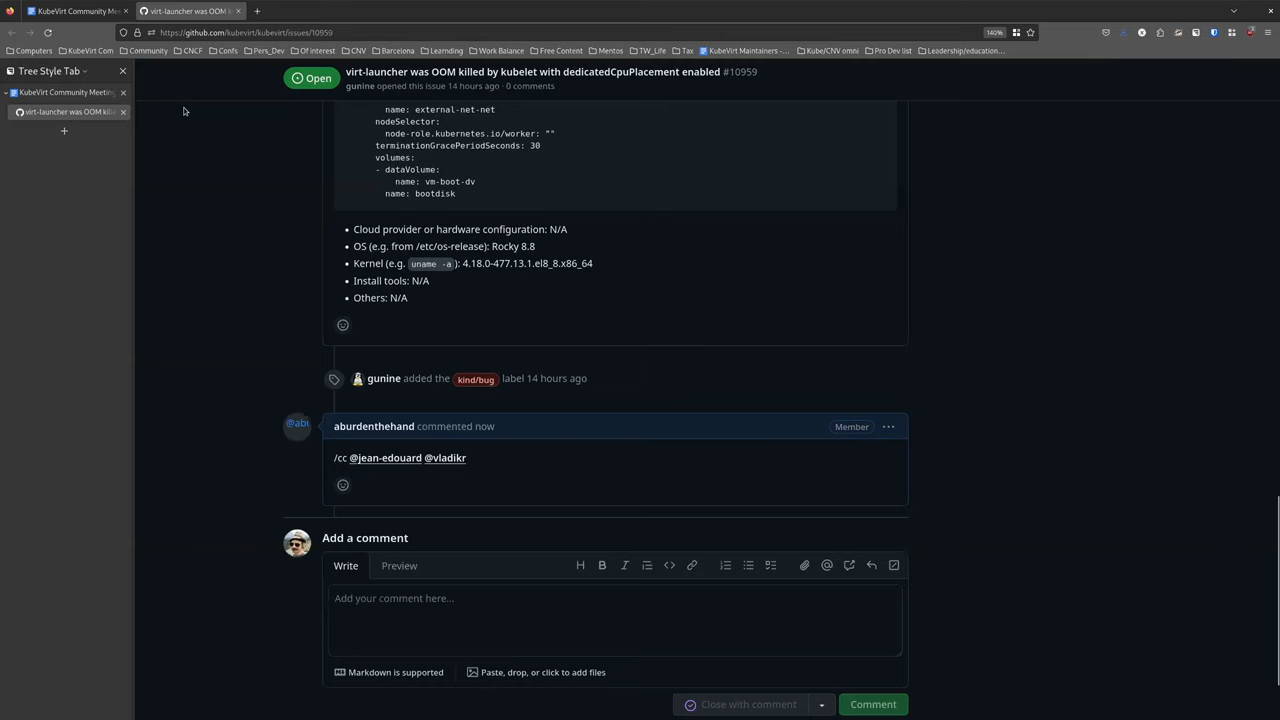 KubeVirt Community Me
virt-launcher was OOM kill
https://github.com/kubevirt/kubevirt/issues/10959
140%
Computers
KubeVirt Com
Community
CNCF
Confs
Pers_Dev
Of interest
CNV
Barcelona
Learnding
Work Balance
Free Content
Mentos
TW_Life
Tax
KubeVirt Maintainers -...
Kube/CNV omni
Pro Dev list
Leadership/education...
Tree Style Tab
KubeVirt Community Meeting
virt-launcher was OOM kill
Open
virt-launcher was OOM killed by kubelet with dedicatedCpuPlacement enabled #10959
gunine opened this issue 14 hours ago · 0 comments
name: external-net-net
nodeSelector:
node-role.kubernetes.io/worker: ""
terminationGracePeriodSeconds: 30
volumes:
- dataVolume:
name: vm-boot-dv
name: bootdisk
• Cloud provider or hardware configuration: N/A
• OS (e.g. from /etc/os-release): Rocky 8.8
• Kernel (e.g. uname -a): 4.18.0-477.13.1.el8_8.x86_64
• Install tools: N/A
• Others: N/A
gunine added the kind/bug label 14 hours ago
@abi
aburdenthehand commented now
Member
/cc @jean-edouard @vladikr
Add a comment
Write
Preview
Add your comment here...
Markdown is supported
Paste, drop, or click to add files
Close with comment
Comment